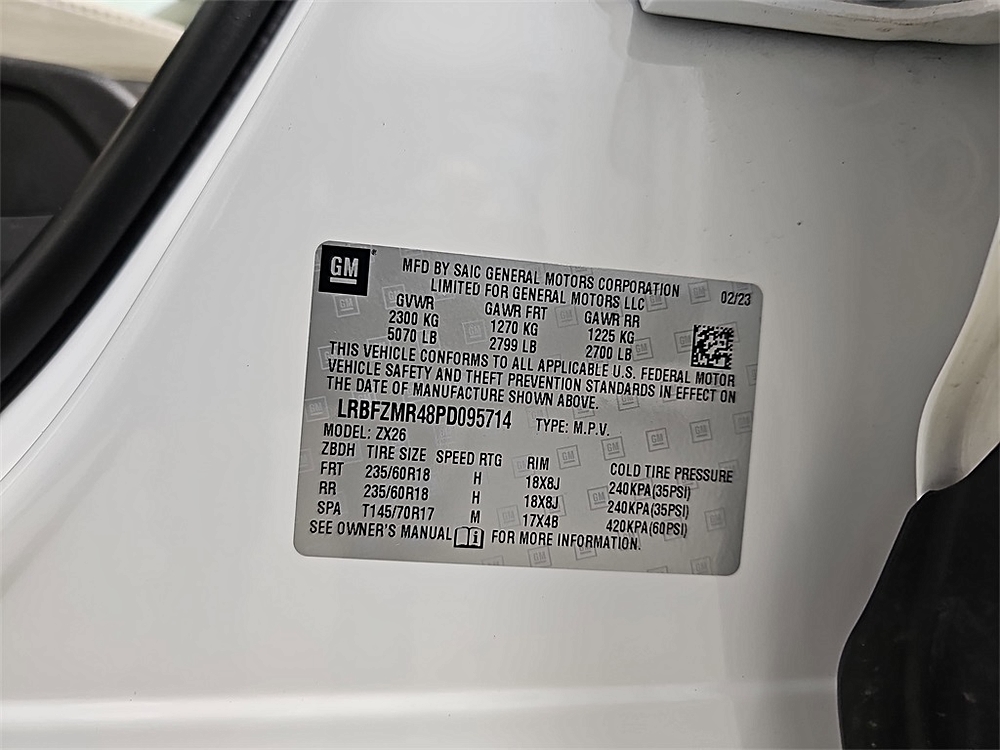 GM
MFD BY SAIC GENERAL MOTORS CORPORATION
LIMITED FOR GENERAL MOTORS LLC
02/23
GVWR GAWR FRT GAWR RR
2300 KG 1270 KG 1225 KG
5070 LB 2799 LB 2700 LB
THIS VEHICLE CONFORMS TO ALL APPLICABLE U.S. FEDERAL MOTOR
VEHICLE SAFETY AND THEFT PREVENTION STANDARDS IN EFFECT ON
THE DATE OF MANUFACTURE SHOWN ABOVE.
LRBFZMR48PD095714 TYPE: M.P.V.
MODEL: ZX26
ZBDH TIRE SIZE SPEED RTG RIM COLD TIRE PRESSURE
FRT 235/60R18 H 18X8J 240KPA(35PSI)
RR 235/60R18 H 18X8J 240KPA(35PSI)
SPA T145/70R17 M 17X4B 420KPA(60PSI)
SEE OWNER'S MANUAL FOR MORE INFORMATION.